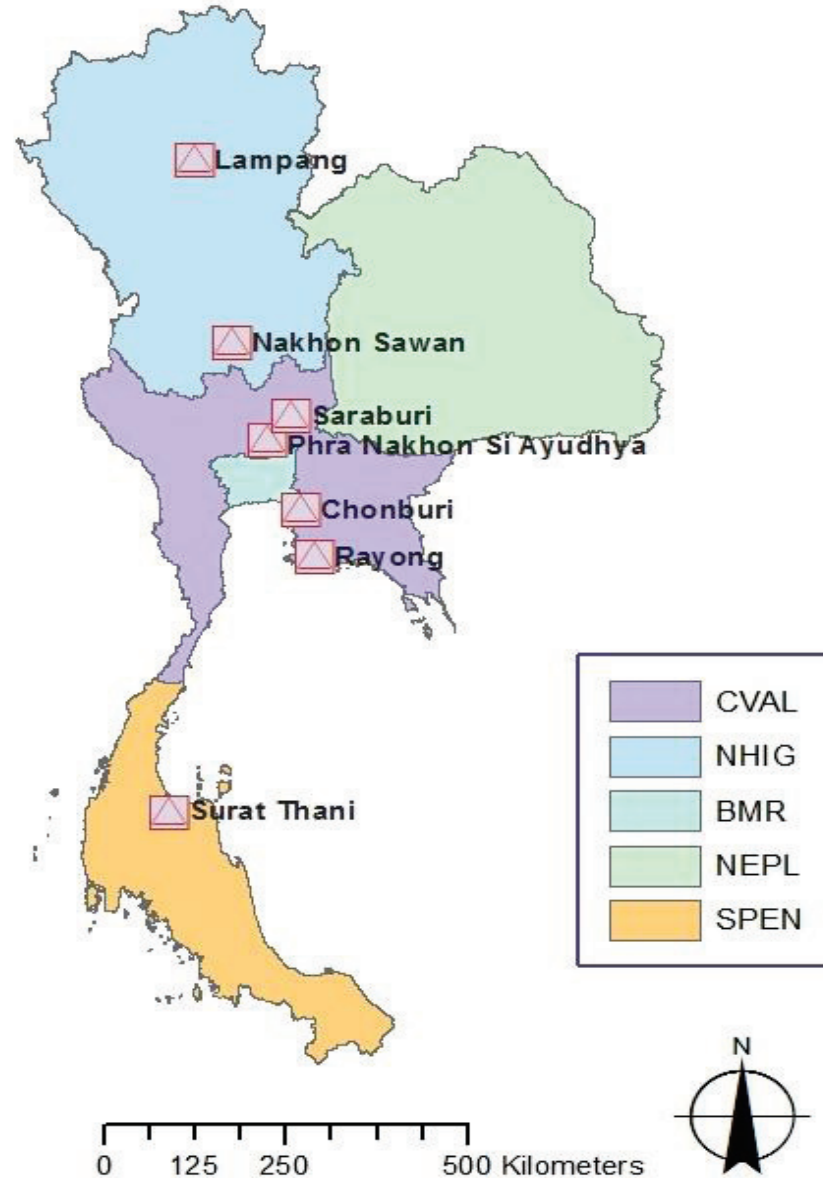 Lampang
Nakhon Sawan
Saraburi
Phra Nakhon Si Ayudhya
Chonburi
Rayong
Surat Thani
CVAL
NHIG
BMR
NEPL
SPEN
N
0 125 250 500 Kilometers